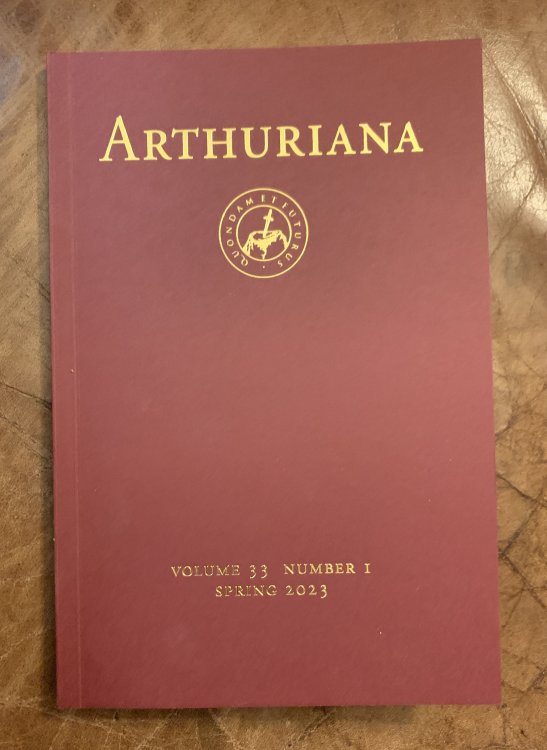 ARTHURIANA
QUONDAM ET FUTURUS
VOLUME 33 NUMBER 1
SPRING 2023